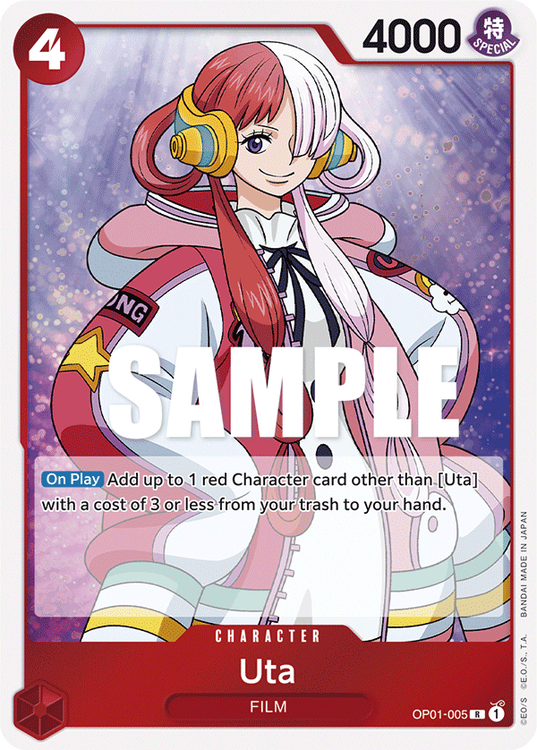 4
4000
特
SPECIAL
NG
SAMPLE
On Play Add up to 1 red Character card other than [Uta]
with a cost of 3 or less from your trash to your hand.
CHARACTER
Uta
FILM
OP01-005 R 1
©E.O/S ©E.O./S., T.A. BANDAI MADE IN JAPAN